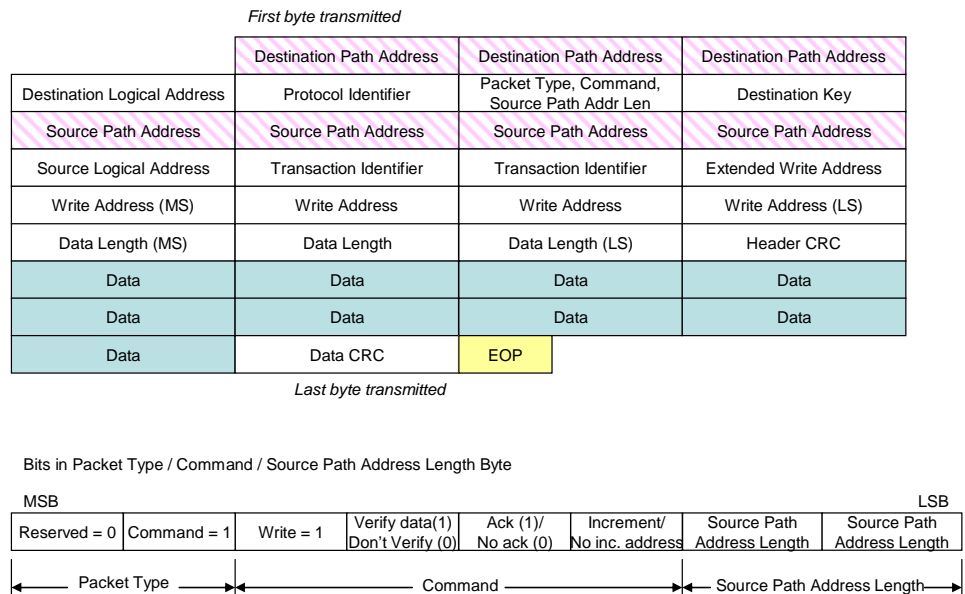 First byte transmitted
Destination Path Address Destination Path Address Destination Path Address
Destination Logical Address Protocol Identifier Packet Type, Command, Source Path Addr Len Destination Key
Source Path Address Source Path Address Source Path Address Source Path Address
Source Logical Address Transaction Identifier Transaction Identifier Extended Write Address
Write Address (MS) Write Address Write Address Write Address (LS)
Data Length (MS) Data Length Data Length (LS) Header CRC
Data Data Data Data
Data Data Data Data
Data Data CRC EOP
Last byte transmitted
Bits in Packet Type / Command / Source Path Address Length Byte
MSB LSB
Reserved = 0 Command = 1 Write = 1 Verify data(1) Don't Verify (0) Ack (1)/ No ack (0) Increment/ No inc. address Source Path Address Length Source Path Address Length
Packet Type Command Source Path Address Length